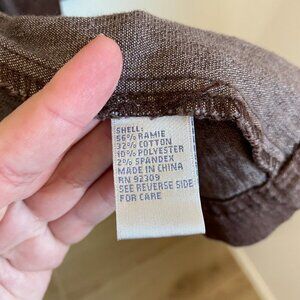 SHELL:
56% RAMIE
32% COTTON
10% POLYESTER
2% SPANDEX
MADE IN CHINA
RN 92309
SEE REVERSE SIDE
FOR CARE